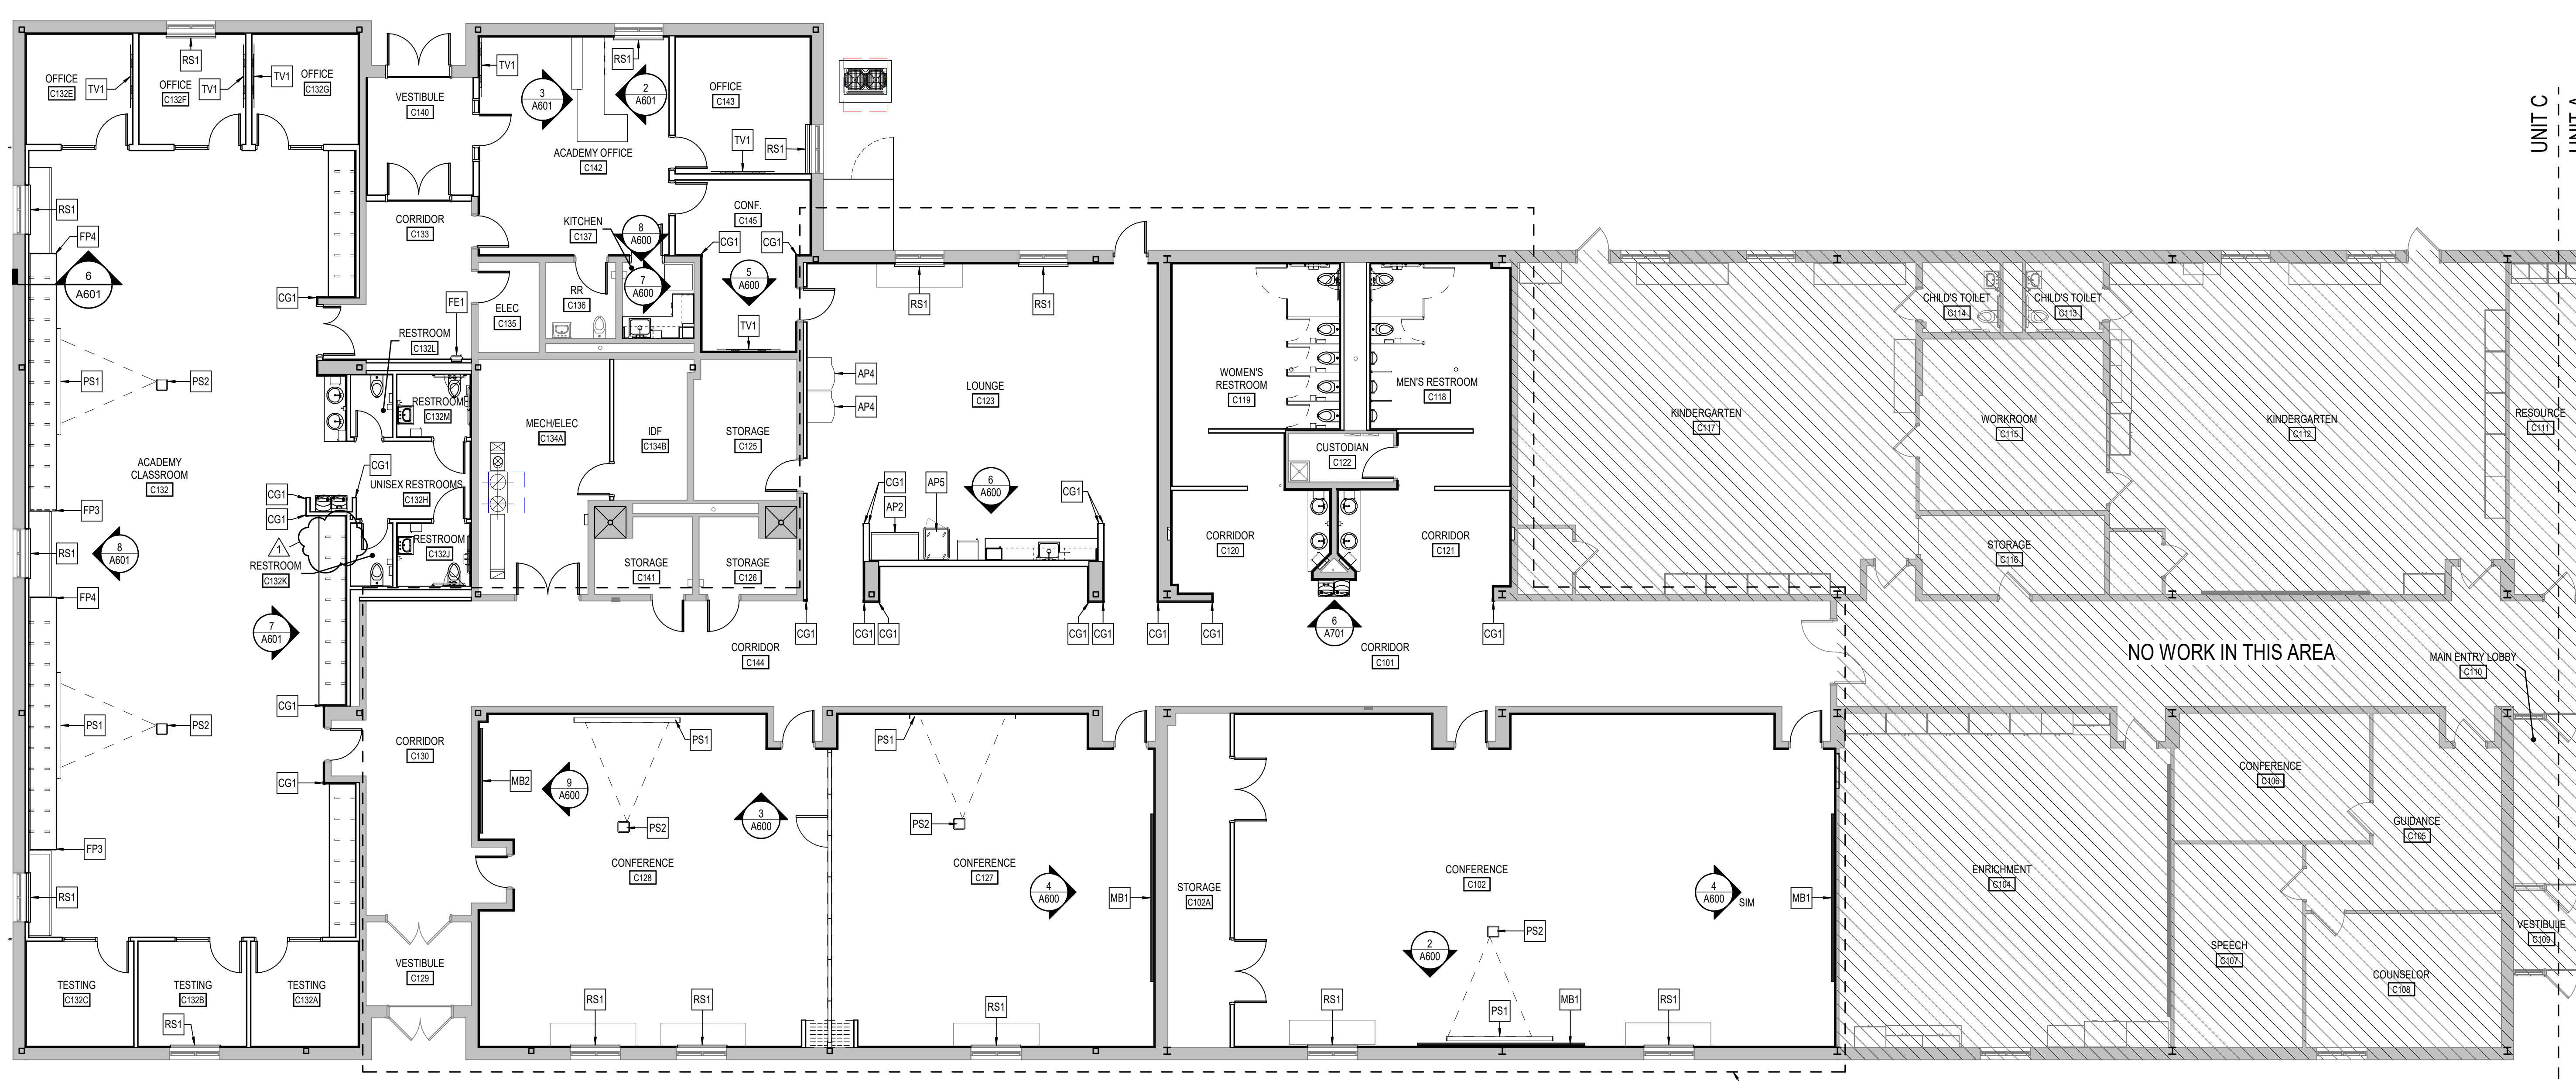 OFFICE
C132E
TV1
RS1
OFFICE
C132F
TV1
TV1
OFFICE
C132G
VESTIBULE
C140
TV1
3
A601
RS1
2
A601
OFFICE
C143
TV1
RS1
ACADEMY OFFICE
C142
UNIT C
RS1
FP4
6
A601
CORRIDOR
C133
KITCHEN
C137
8
A600
CONF.
C145
CG1
CG1
7
A600
5
A600
TV1
CG1
FE1
ELEC
C135
RR
C136
RS1
RS1
CHILD'S TOILET
C114
CHILD'S TOILET
C113
RESTROOM
C132L
PS1
PS2
RESTROOM
C132M
AP4
AP4
LOUNGE
C123
WOMEN'S
RESTROOM
C119
MEN'S RESTROOM
C118
KINDERGARTEN
C117
WORKROOM
C115
KINDERGARTEN
C112
RESOURCE
C111
MECH/ELEC
C134A
IDF
C134B
STORAGE
C125
CUSTODIAN
C122
ACADEMY
CLASSROOM
C132
CG1
UNISEX RESTROOMS
C132H
CG1
CG1
CG1
AP2
AP5
6
A600
CG1
FP3
RS1
8
A601
1
RESTROOM
C132K
RESTROOM
C132J
CORRIDOR
C120
CORRIDOR
C121
STORAGE
C116
STORAGE
C141
STORAGE
C126
FP4
7
A601
CG1
CG1
CG1
CG1
CG1
CG1
CG1
6
A701
CG1
CORRIDOR
C144
CORRIDOR
C101
NO WORK IN THIS AREA
MAIN ENTRY LOBBY
C110
CG1
PS1
PS2
CORRIDOR
C130
PS1
PS1
CG1
MB2
9
A600
3
A600
PS2
PS2
CONFERENCE
C106
GUIDANCE
C105
FP3
CONFERENCE
C128
CONFERENCE
C127
4
A600
MB1
STORAGE
C102A
CONFERENCE
C102
4
A600
SIM
MB1
ENRICHMENT
C104
RS1
2
A600
PS2
VESTIBULE
C109
SPEECH
C107
COUNSELOR
C108
VESTIBULE
C129
TESTING
C132C
TESTING
C132B
TESTING
C132A
RS1
RS1
RS1
RS1
RS1
PS1
MB1
RS1